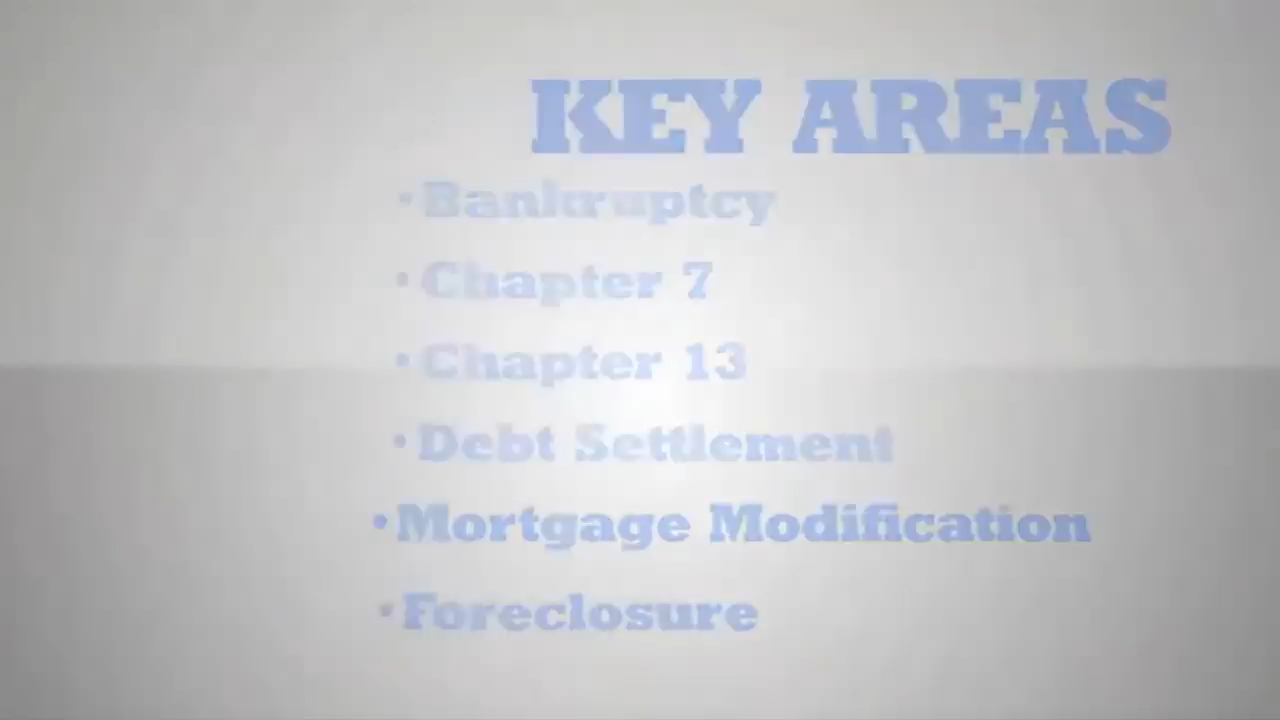 KEY AREAS
• Bankruptcy
• Chapter 7
• Chapter 13
• Debt Settlement
• Mortgage Modification
• Foreclosure